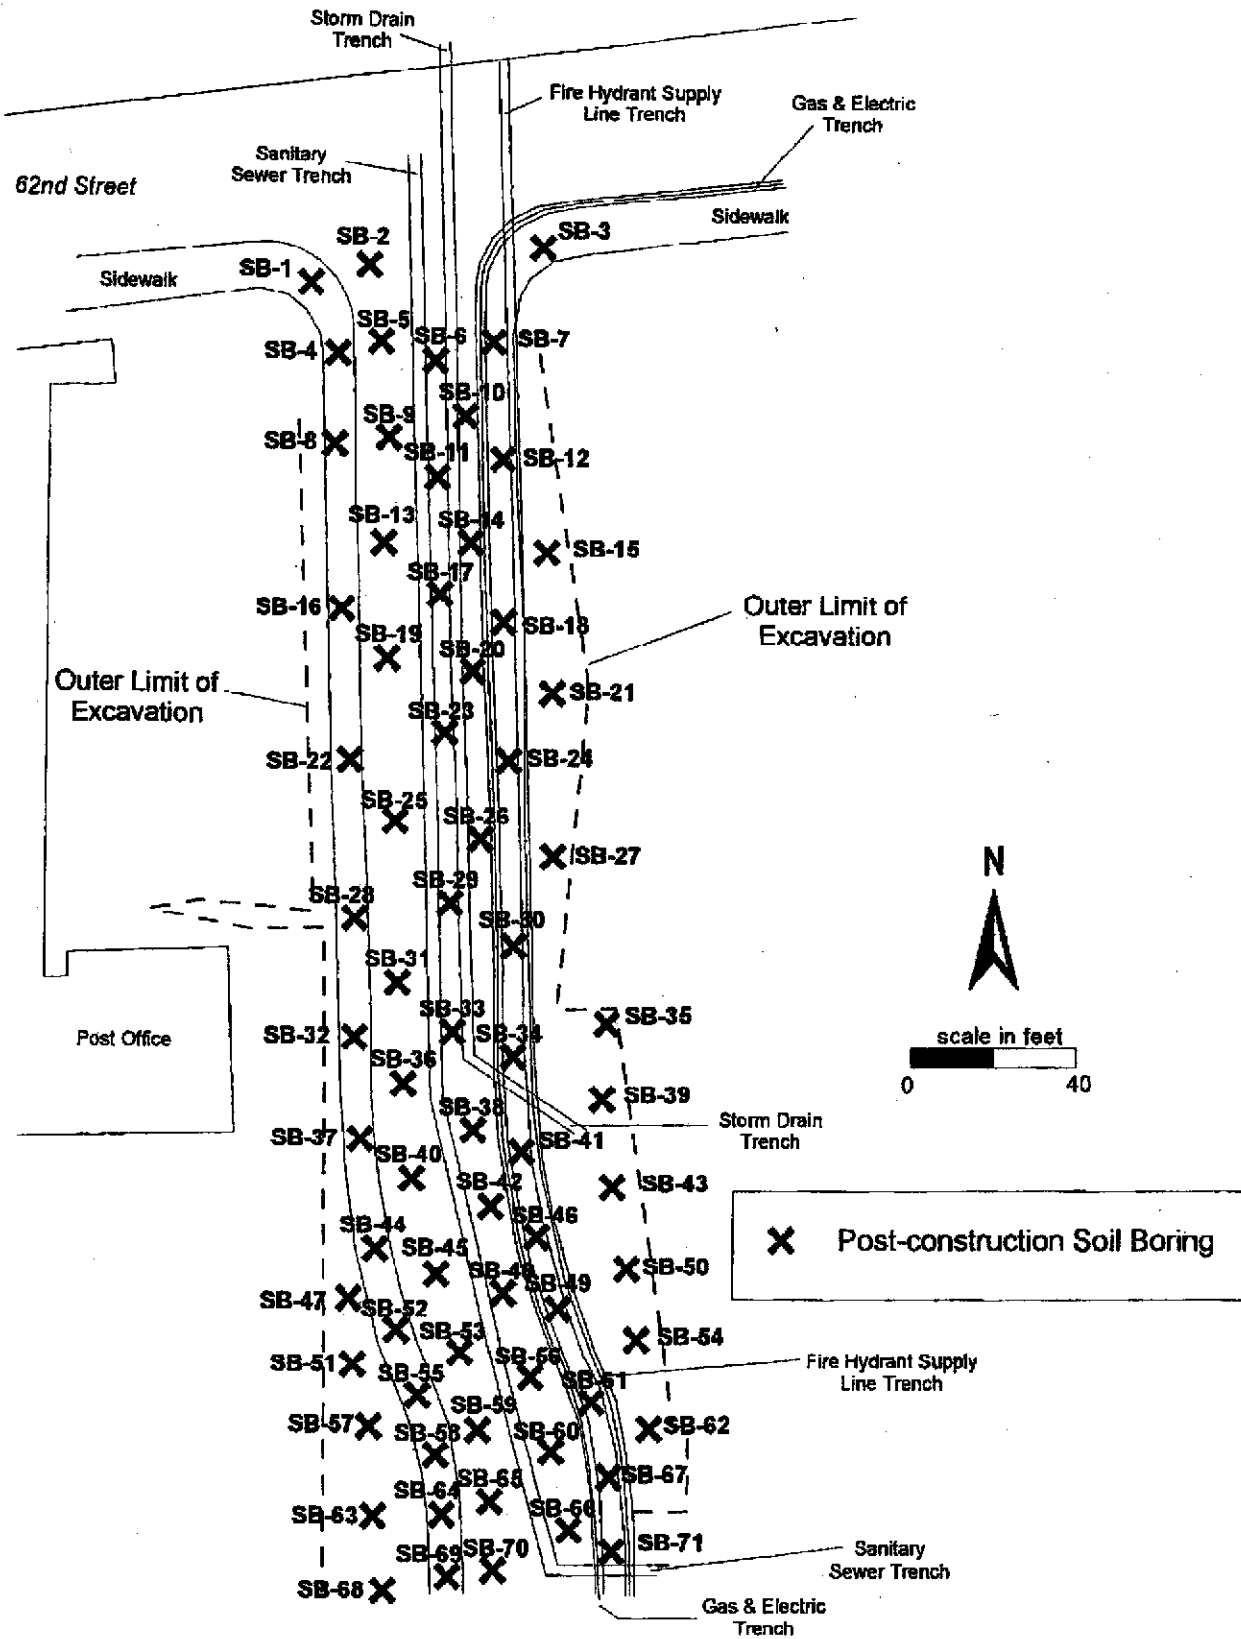 Storm Drain
Trench
Fire Hydrant Supply
Line Trench
Gas & Electric
Trench
Sanitary
Sewer Trench
62nd Street
Sidewalk
SB-2
SB-3
SB-1
Sidewalk
SB-5
SB-6
SB-7
SB-4
SB-10
SB-9
SB-8
SB-11
SB-12
SB-13
SB-14
SB-15
SB-17
SB-16
Outer Limit of
Excavation
SB-18
SB-19
SB-20
Outer Limit of
Excavation
SB-21
SB-23
SB-22
SB-24
SB-25
SB-26
SB-27
N
SB-29
SB-28
SB-30
SB-31
SB-35
SB-33
SB-32
SB-34
Post Office
scale in feet
0
40
SB-36
SB-39
SB-38
Storm Drain
Trench
SB-37
SB-41
SB-40
SB-42
SB-43
SB-46
Post-construction Soil Boring
SB-44
SB-45
SB-48
SB-50
SB-49
SB-47
SB-52
SB-53
SB-54
SB-51
SB-56
Fire Hydrant Supply
Line Trench
SB-55
SB-61
SB-59
SB-57
SB-62
SB-58
SB-60
SB-67
SB-65
SB-64
SB-63
SB-66
SB-71
Sanitary
Sewer Trench
SB-70
SB-69
SB-68
Gas & Electric
Trench